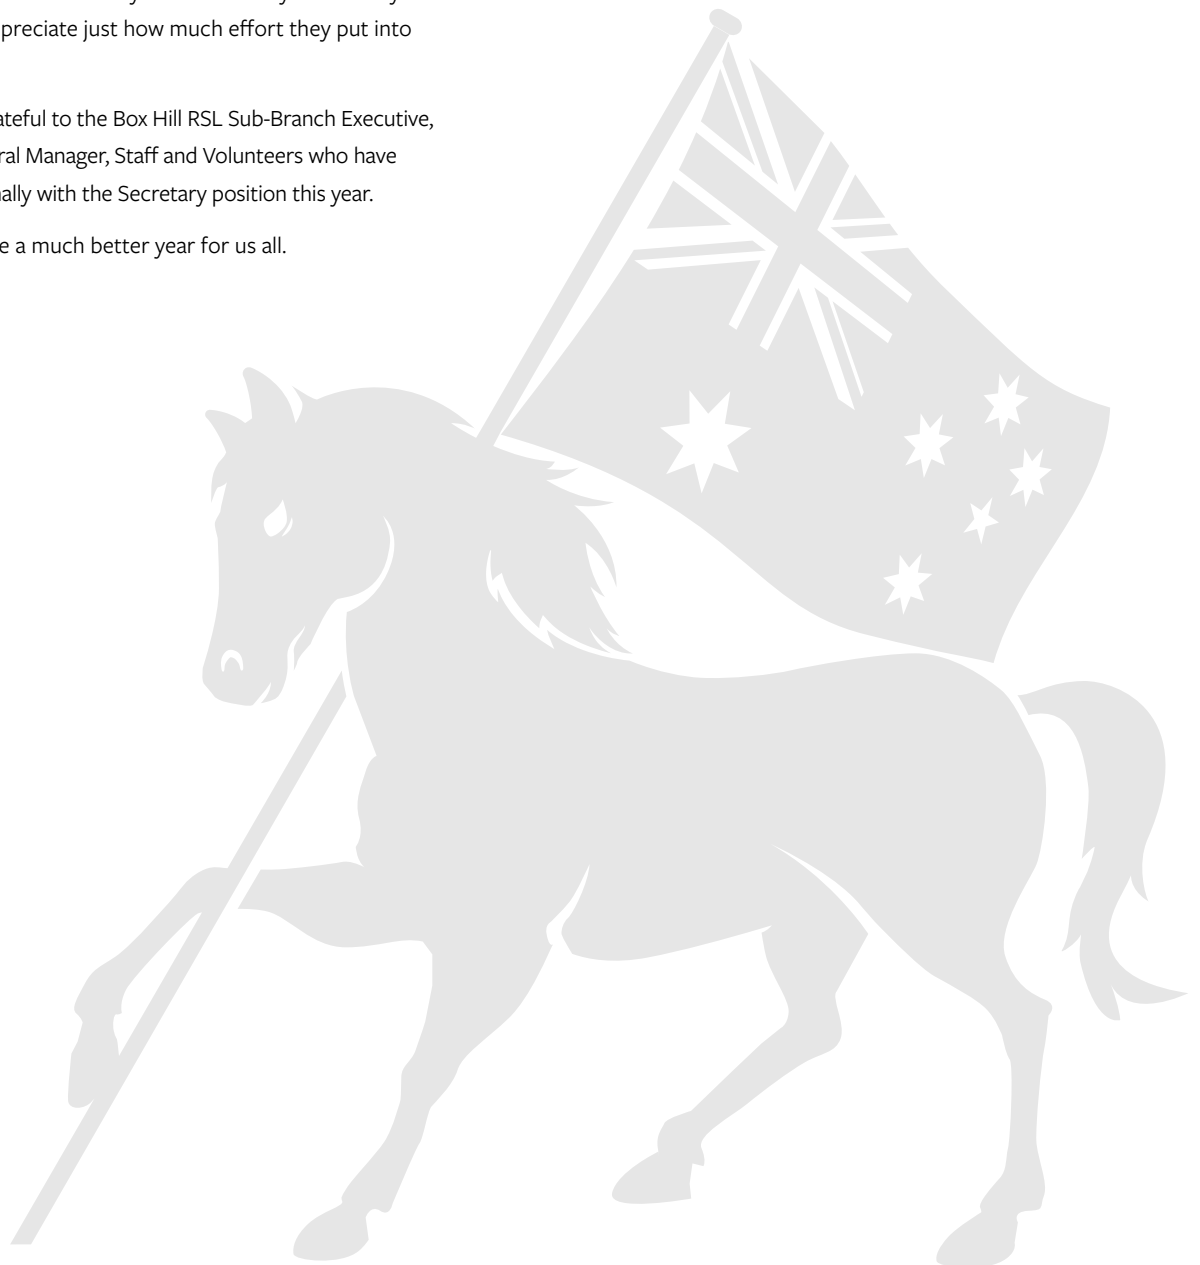 preciate just how much effort they put into
ateful to the Box Hill RSL Sub-Branch Executive,
ral Manager, Staff and Volunteers who have
ally with the Secretary position this year.
e a much better year for us all.